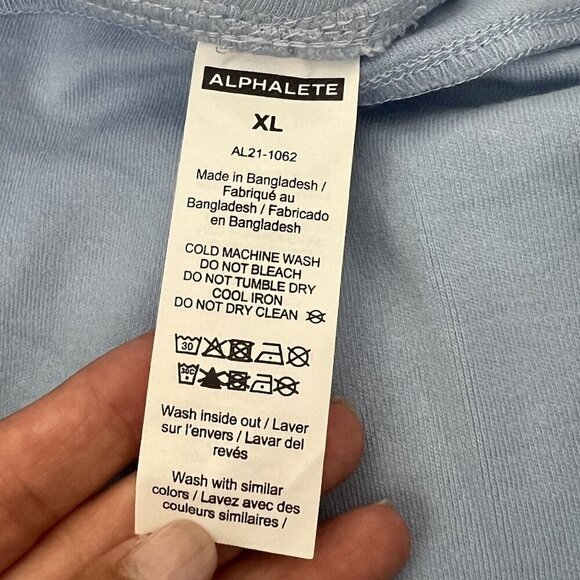 ALPHALETE
XL
AL21-1062
Made in Bangladesh /
Fabriqué au
Bangladesh / Fabricado
en Bangladesh
COLD MACHINE WASH
DO NOT BLEACH
DO NOT TUMBLE DRY
COOL IRON
DO NOT DRY CLEAN
30
30C
Wash inside out / Laver
sur l'envers / Lavar del
revés
Wash with similar
colors / Lavez avec des
couleurs similaires /